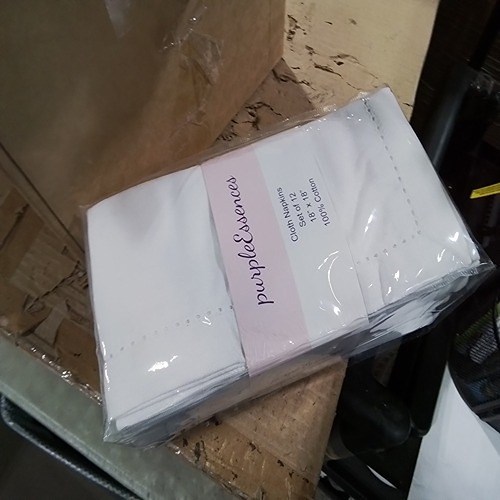 purpleEssences
Cloth Napkins
Set of 12
18" x 18"
100% Cotton